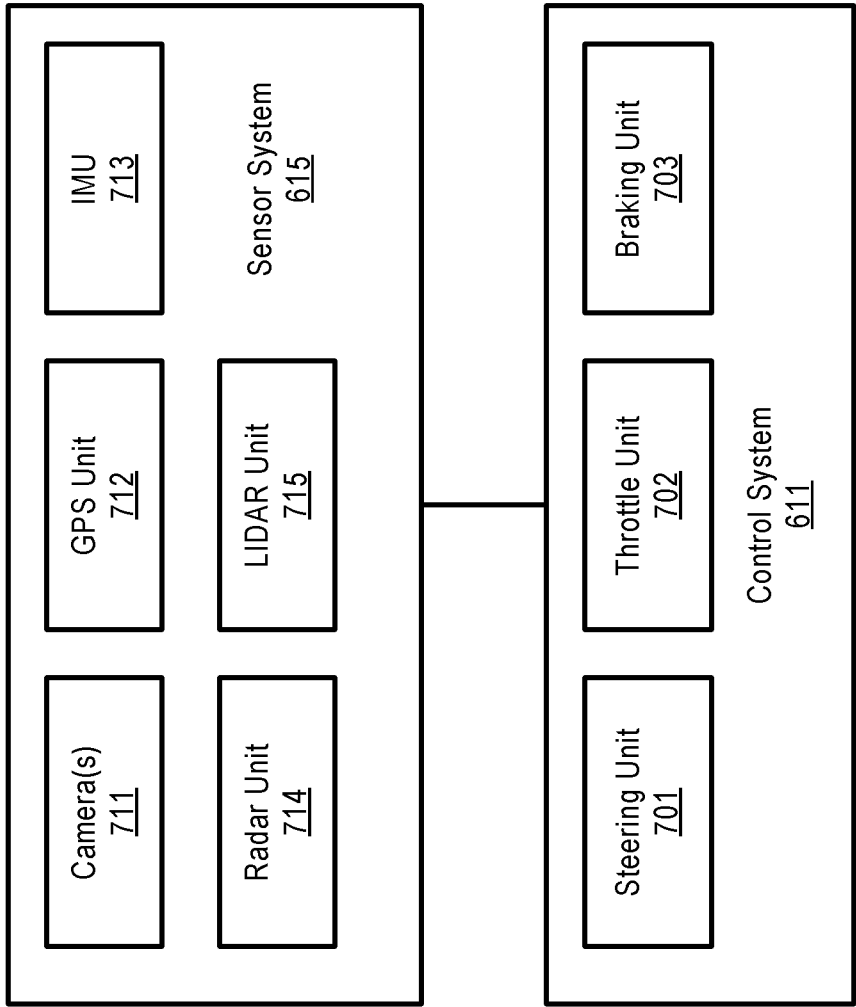 Camera(s)
711
GPS Unit
712
IMU
713
Radar Unit
714
LIDAR Unit
715
Sensor System
615
Steering Unit
701
Throttle Unit
702
Braking Unit
703
Control System
611